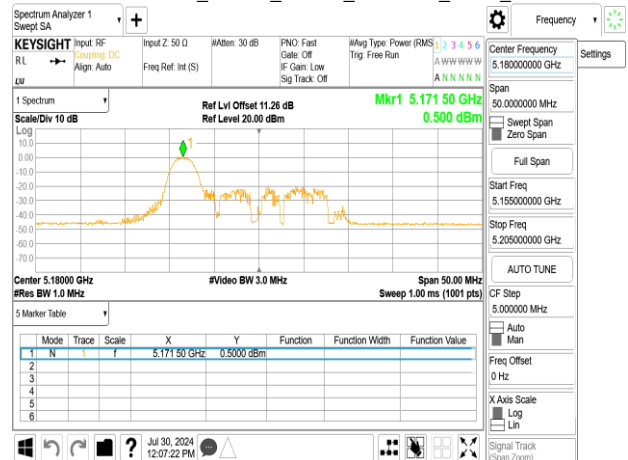 Spectrum Analyzer 1
Swept SA
+
Frequency
KEYSIGHT
Input: RF
Input Z: 50 Ω
#Atten: 30 dB
PNO: Fast
#Avg Type: Power (RMS
1 2 3 4 5 6
RL
Coupling: DC
Gate: Off
Trig: Free Run
A W W W W W
Align: Auto
Freq Ref: Int (S)
IF Gain: Low
Sig Track: Off
A N N N N N
Center Frequency
5.180000000 GHz
Settings
Span
50.0000000 MHz
Swept Span
Zero Span
Full Span
Start Freq
5.155000000 GHz
Stop Freq
5.205000000 GHz
AUTO TUNE
CF Step
5.000000 MHz
Auto
Man
Freq Offset
0 Hz
X Axis Scale
Log
Lin
Signal Track
(Span Zoom)
1 Spectrum
Ref Lvl Offset 11.26 dB
Mkr1 5.171 50 GHz
Scale/Div 10 dB
Ref Level 20.00 dBm
0.500 dBm
Log
1
10.0
0.00
-10.0
-20.0
-30.0
-40.0
-50.0
-60.0
-70.0
Center 5.18000 GHz
#Video BW 3.0 MHz
Span 50.00 MHz
#Res BW 1.0 MHz
Sweep 1.00 ms (1001 pts)
5 Marker Table
Mode Trace Scale X Y Function Function Width Function Value
1 N 1 f 5.171 50 GHz 0.5000 dBm
2
3
4
5
6
?
Jul 30, 2024
12:07:22 PM